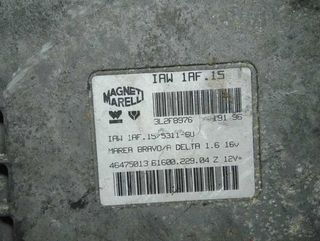 IAW 1AF.15
MAGNETI
MARELLI
3L2F8976 191 96
IAW 1AF.15/5311-GU
MAREA BRAVO/A DELTA 1.6 16v
46475013 61600.229.04 Z 12V=